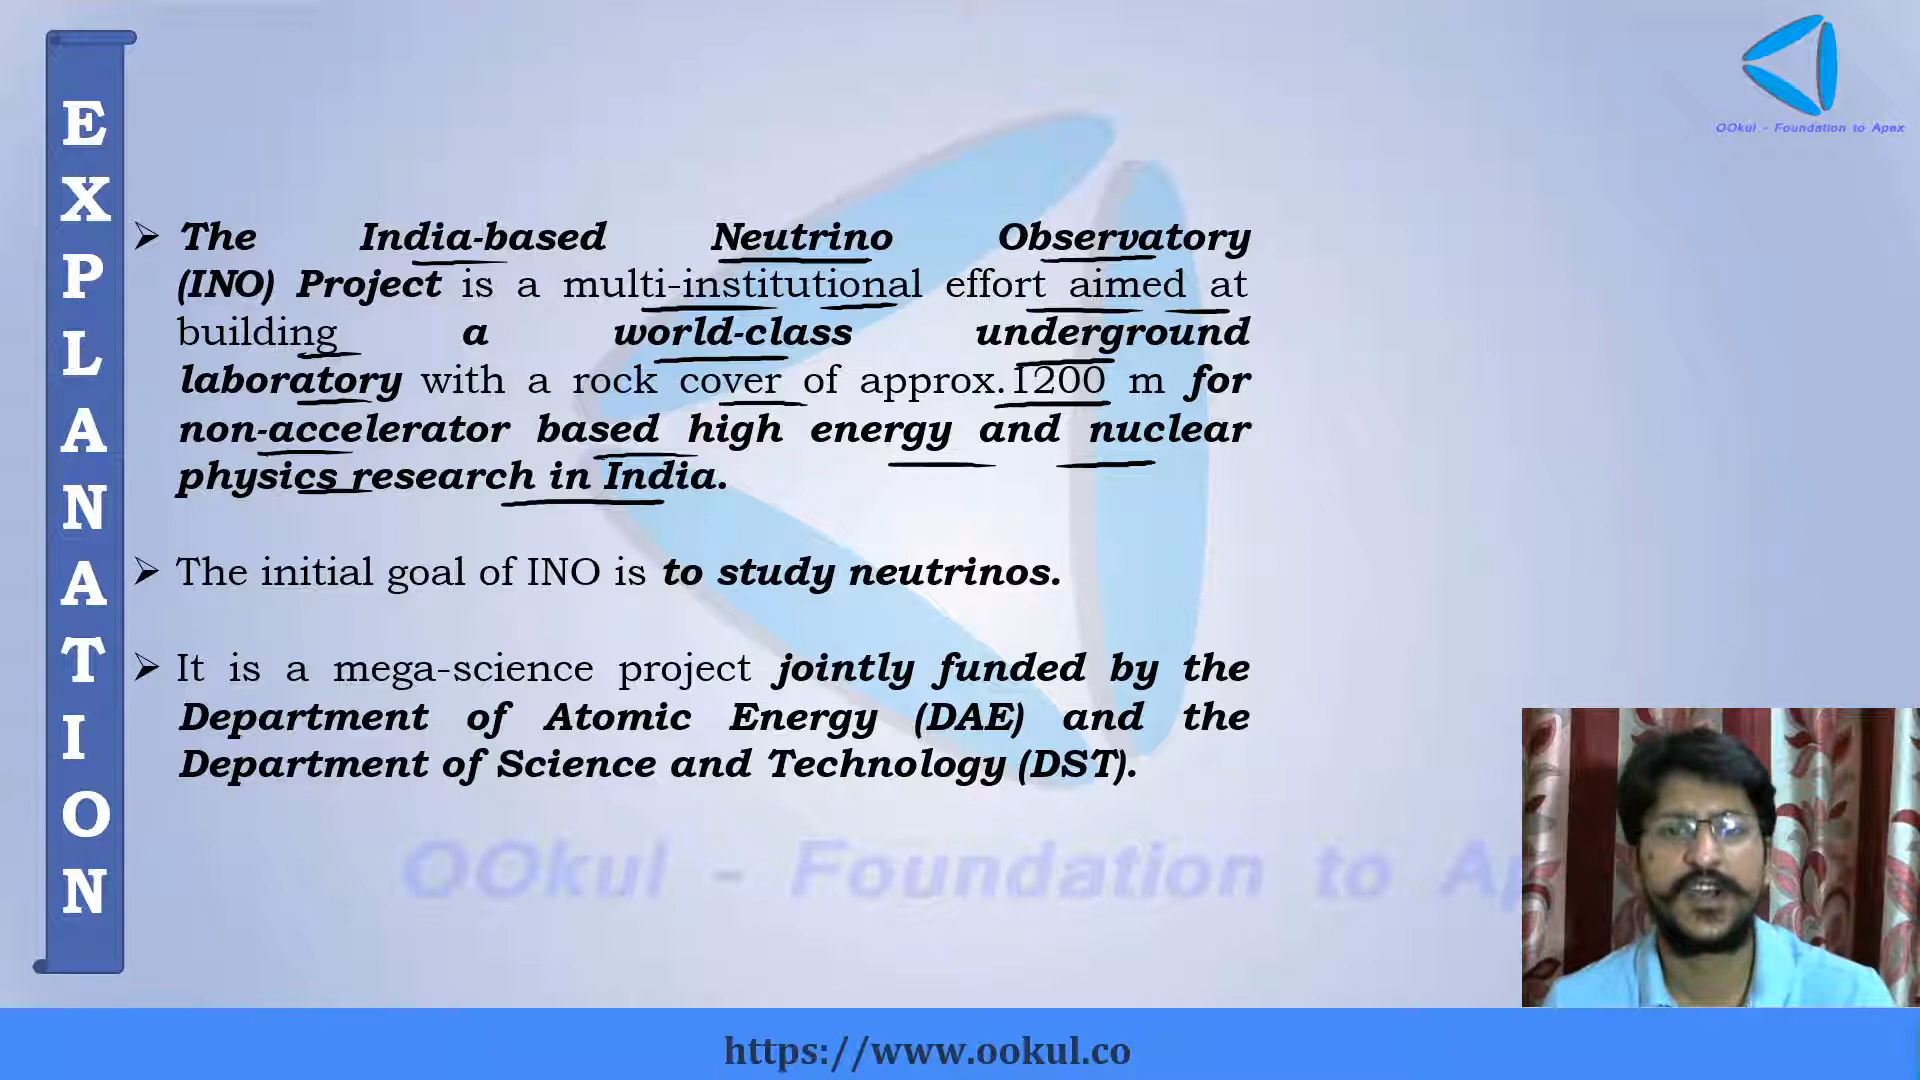 OOkul - Foundation to Apex
EXPLANATION
The India-based Neutrino Observatory
(INO) Project is a multi-institutional effort aimed at
building a world-class underground
laboratory with a rock cover of approx.1200 m for
non-accelerator based high energy and nuclear
physics research in India.
The initial goal of INO is to study neutrinos.
It is a mega-science project jointly funded by the
Department of Atomic Energy (DAE) and the
Department of Science and Technology (DST).
OOkul - Foundation to Ap
https://www.ookul.co